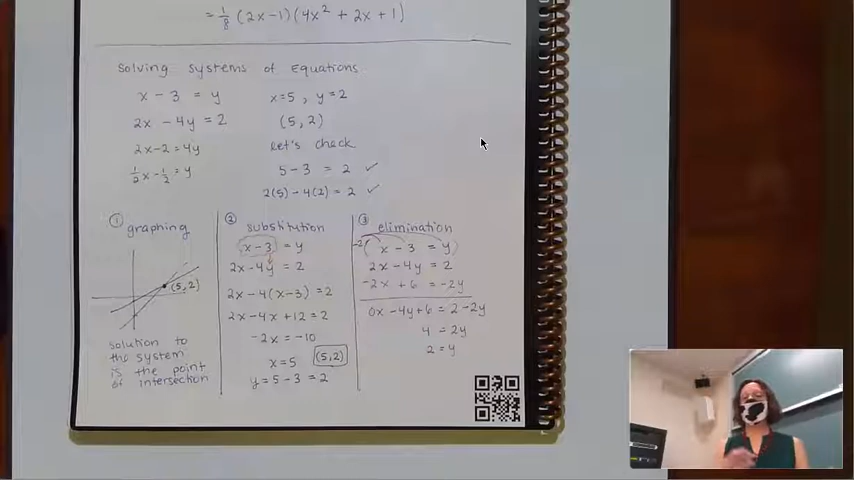 = 1/8 (2x-1)(4x² + 2x + 1)
Solving systems of Equations
x - 3 = y
2x - 4y = 2
2x - 2 = 4y
1/2x - 1/2 = y
x=5, y=2
(5, 2)
let's check
5 - 3 = 2 ✓
2(5) - 4(2) = 2 ✓
① graphing
(5, 2)
solution to
the system
is the point
of intersection
② substitution
x-3 = y
2x - 4y = 2
2x - 4(x-3) = 2
2x - 4x + 12 = 2
-2x = -10
x = 5 (5, 2)
y = 5 - 3 = 2
③ elimination
-2( x - 3 = y)
2x - 4y = 2
-2x + 6 = -2y
0x - 4y + 6 = 2 - 2y
4 = 2y
2 = y